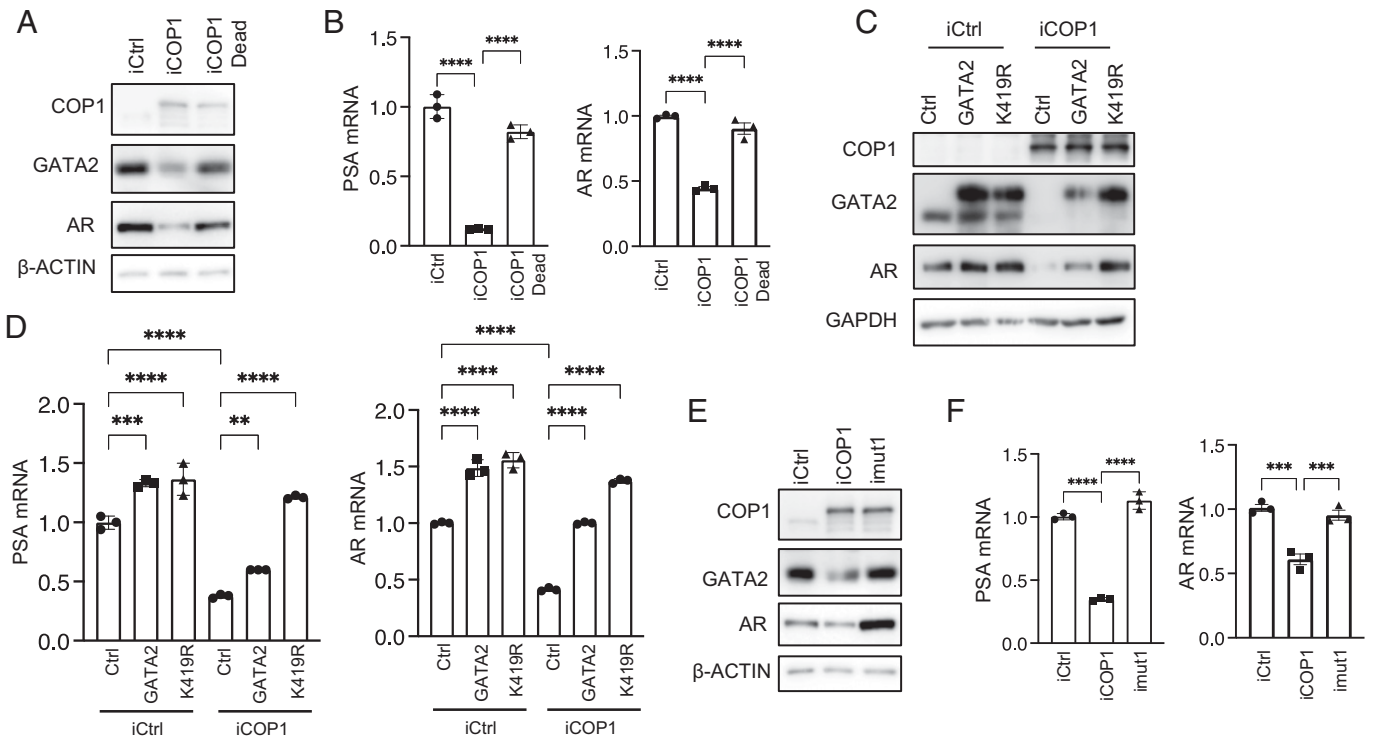 A
iCtrl
iCOP1
iCOP1
Dead
COP1
GATA2
AR
β-ACTIN
B
PSA mRNA
1.5
1.0
0.5
0.0
****
****
iCtrl
iCOP1
iCOP1
Dead
AR mRNA
1.5
1.0
0.5
0.0
****
****
iCtrl
iCOP1
iCOP1
Dead
C
iCtrl
iCOP1
Ctrl
GATA2
K419R
Ctrl
GATA2
K419R
COP1
GATA2
AR
GAPDH
D
PSA mRNA
2.0
1.5
1.0
0.5
0.0
****
****
****
***
**
Ctrl
GATA2
K419R
Ctrl
GATA2
K419R
iCtrl
iCOP1
AR mRNA
2.0
1.5
1.0
0.5
0.0
****
****
****
****
****
Ctrl
GATA2
K419R
Ctrl
GATA2
K419R
iCtrl
iCOP1
E
iCtrl
iCOP1
imut1
COP1
GATA2
AR
β-ACTIN
F
PSA mRNA
1.5
1.0
0.5
0.0
****
****
iCtrl
iCOP1
imut1
AR mRNA
1.5
1.0
0.5
0.0
***
***
iCtrl
iCOP1
imut1